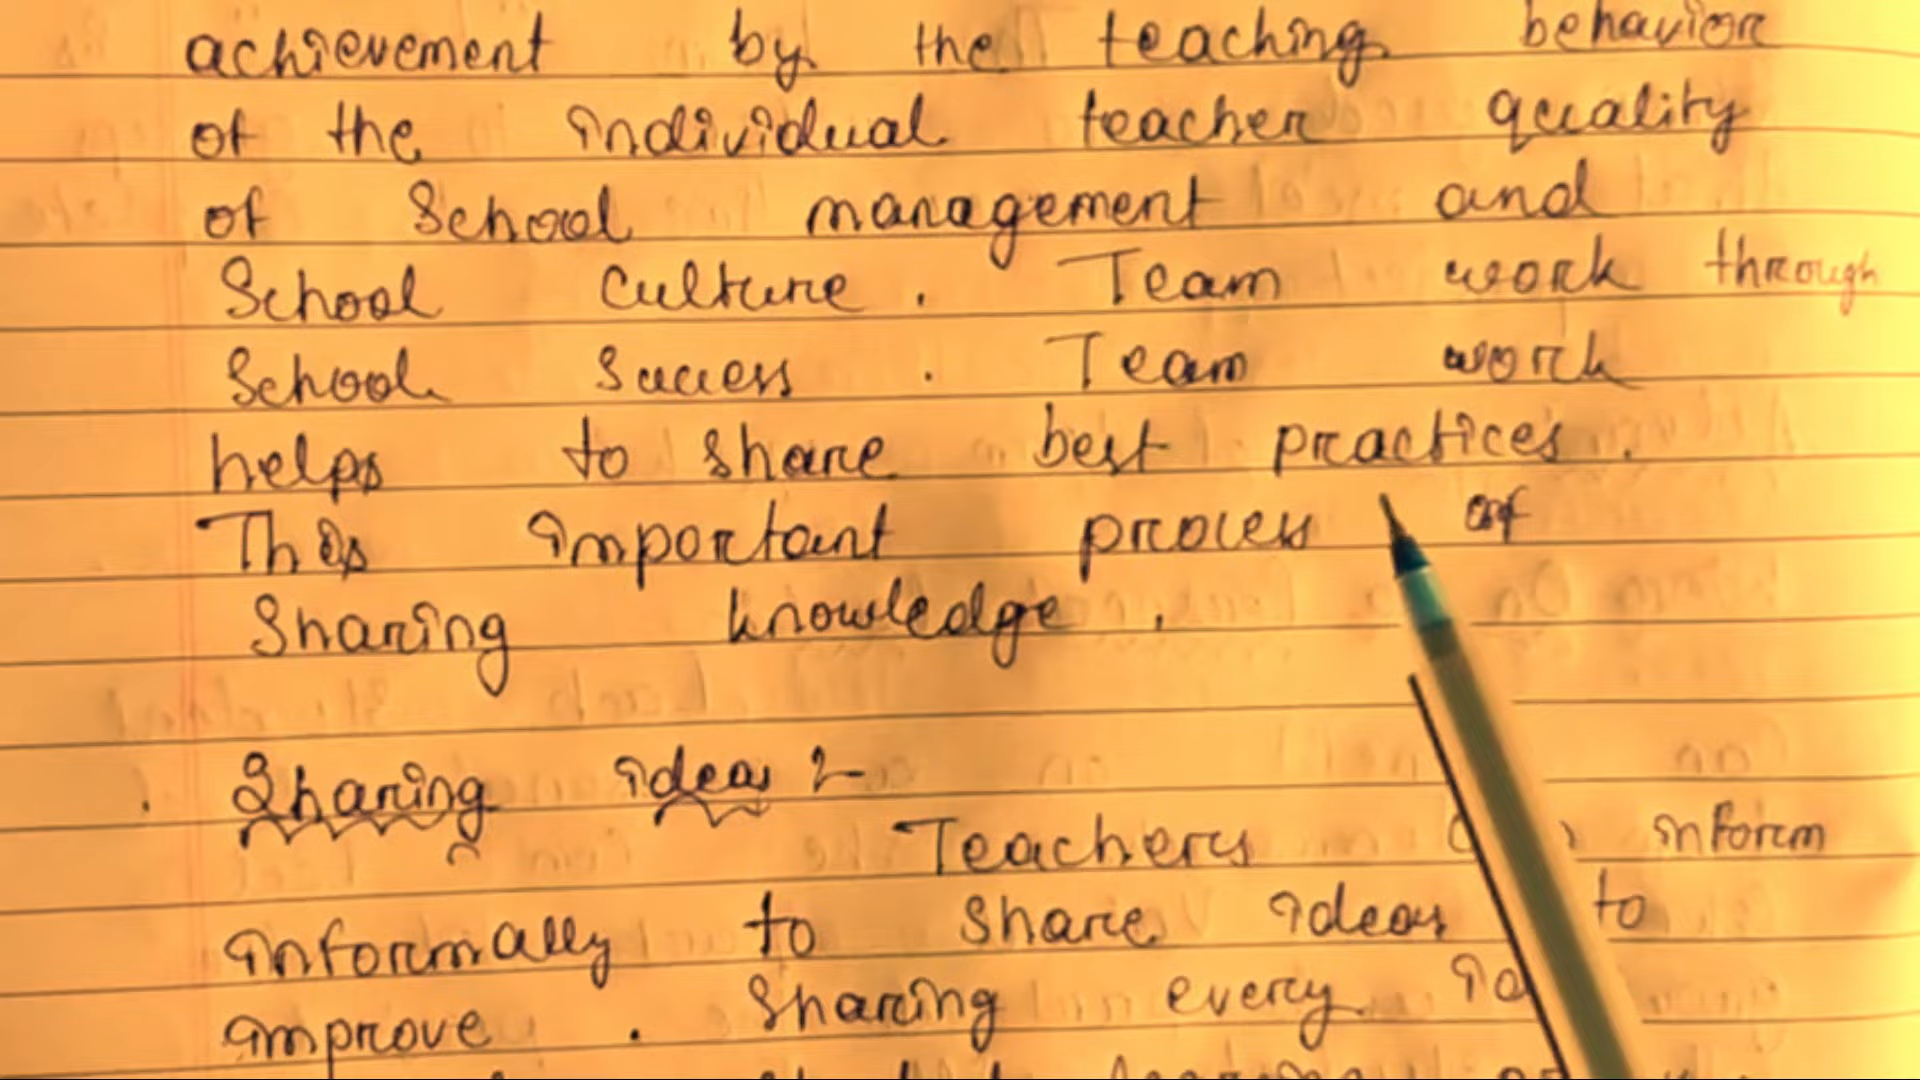 achievement by the teaching behavior
of the individual teacher quality
of School management and
School culture. Team work through
School Success. Team work
helps to share best practices.
This important process of
Sharing knowledge.
. Sharing ideas :-
Teachers inform
informally to share ideas to
improve. Sharing every